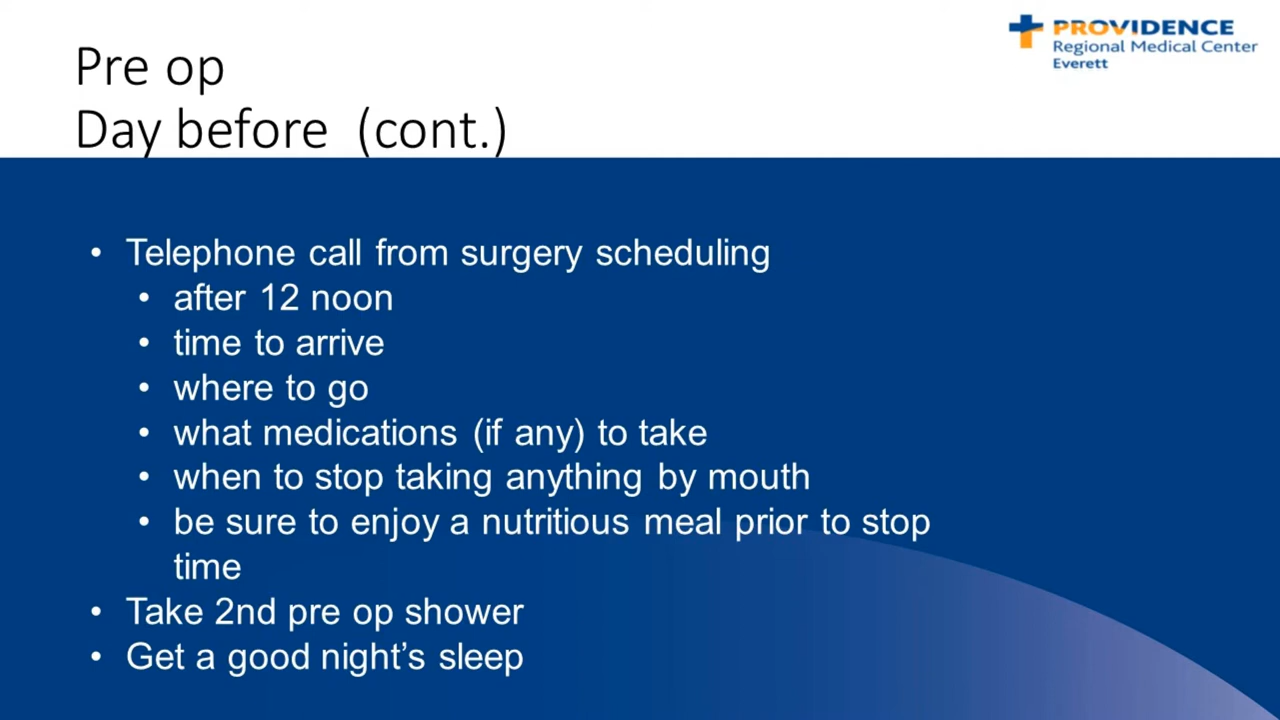 Pre op
Day before (cont.)
PROVIDENCE
Regional Medical Center
Everett
• Telephone call from surgery scheduling
• after 12 noon
• time to arrive
• where to go
• what medications (if any) to take
• when to stop taking anything by mouth
• be sure to enjoy a nutritious meal prior to stop
time
• Take 2nd pre op shower
• Get a good night’s sleep